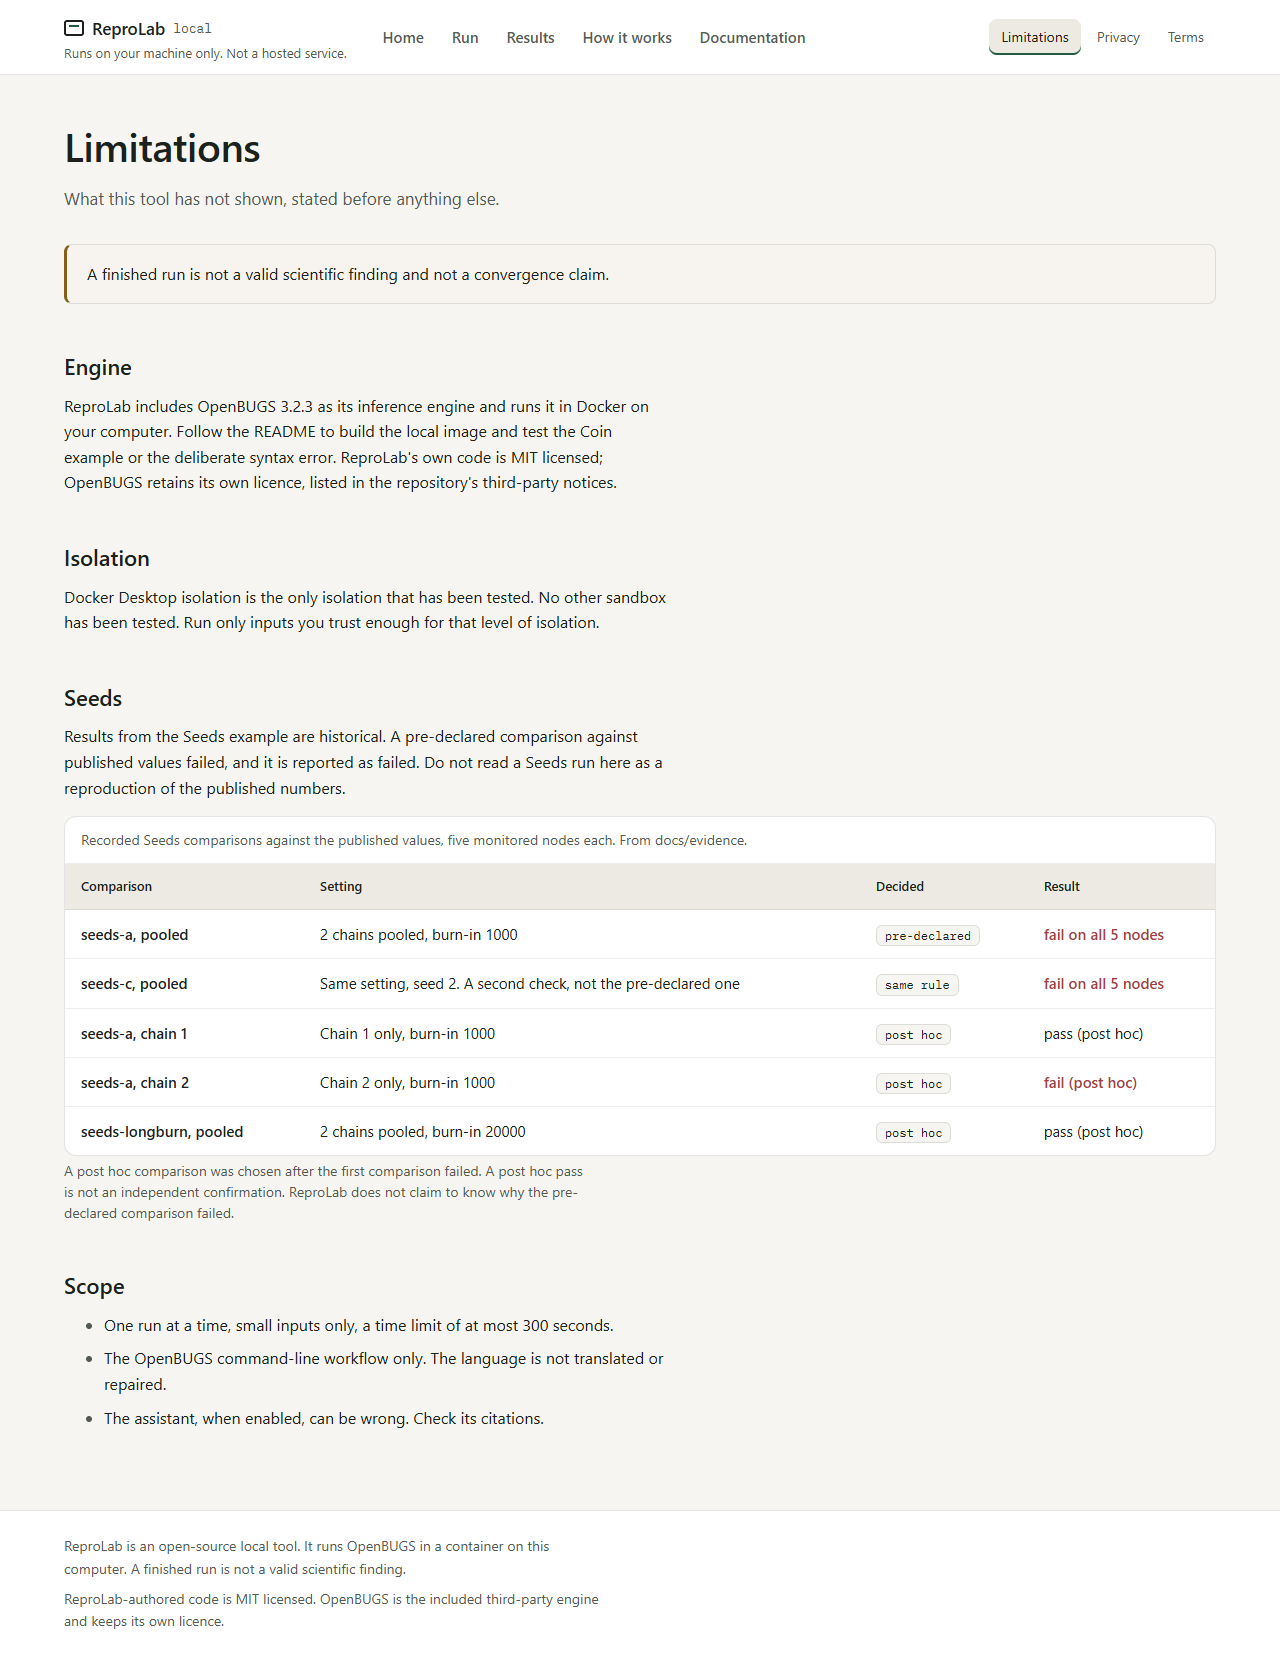 ReproLab local
Runs on your machine only. Not a hosted service.
Home
Run
Results
How it works
Documentation
Limitations
Privacy
Terms
Limitations
What this tool has not shown, stated before anything else.
A finished run is not a valid scientific finding and not a convergence claim.
Engine
ReproLab includes OpenBUGS 3.2.3 as its inference engine and runs it in Docker on
your computer. Follow the README to build the local image and test the Coin
example or the deliberate syntax error. ReproLab's own code is MIT licensed;
OpenBUGS retains its own licence, listed in the repository's third-party notices.
Isolation
Docker Desktop isolation is the only isolation that has been tested. No other sandbox
has been tested. Run only inputs you trust enough for that level of isolation.
Seeds
Results from the Seeds example are historical. A pre-declared comparison against
published values failed, and it is reported as failed. Do not read a Seeds run here as a
reproduction of the published numbers.
Recorded Seeds comparisons against the published values, five monitored nodes each. From docs/evidence.
Comparison Setting Decided Result
seeds-a, pooled 2 chains pooled, burn-in 1000 pre-declared fail on all 5 nodes
seeds-c, pooled Same setting, seed 2. A second check, not the pre-declared one same rule fail on all 5 nodes
seeds-a, chain 1 Chain 1 only, burn-in 1000 post hoc pass (post hoc)
seeds-a, chain 2 Chain 2 only, burn-in 1000 post hoc fail (post hoc)
seeds-longburn, pooled 2 chains pooled, burn-in 20000 post hoc pass (post hoc)
A post hoc comparison was chosen after the first comparison failed. A post hoc pass
is not an independent confirmation. ReproLab does not claim to know why the pre-
declared comparison failed.
Scope
• One run at a time, small inputs only, a time limit of at most 300 seconds.
• The OpenBUGS command-line workflow only. The language is not translated or
repaired.
• The assistant, when enabled, can be wrong. Check its citations.
ReproLab is an open-source local tool. It runs OpenBUGS in a container on this
computer. A finished run is not a valid scientific finding.
ReproLab-authored code is MIT licensed. OpenBUGS is the included third-party engine
and keeps its own licence.